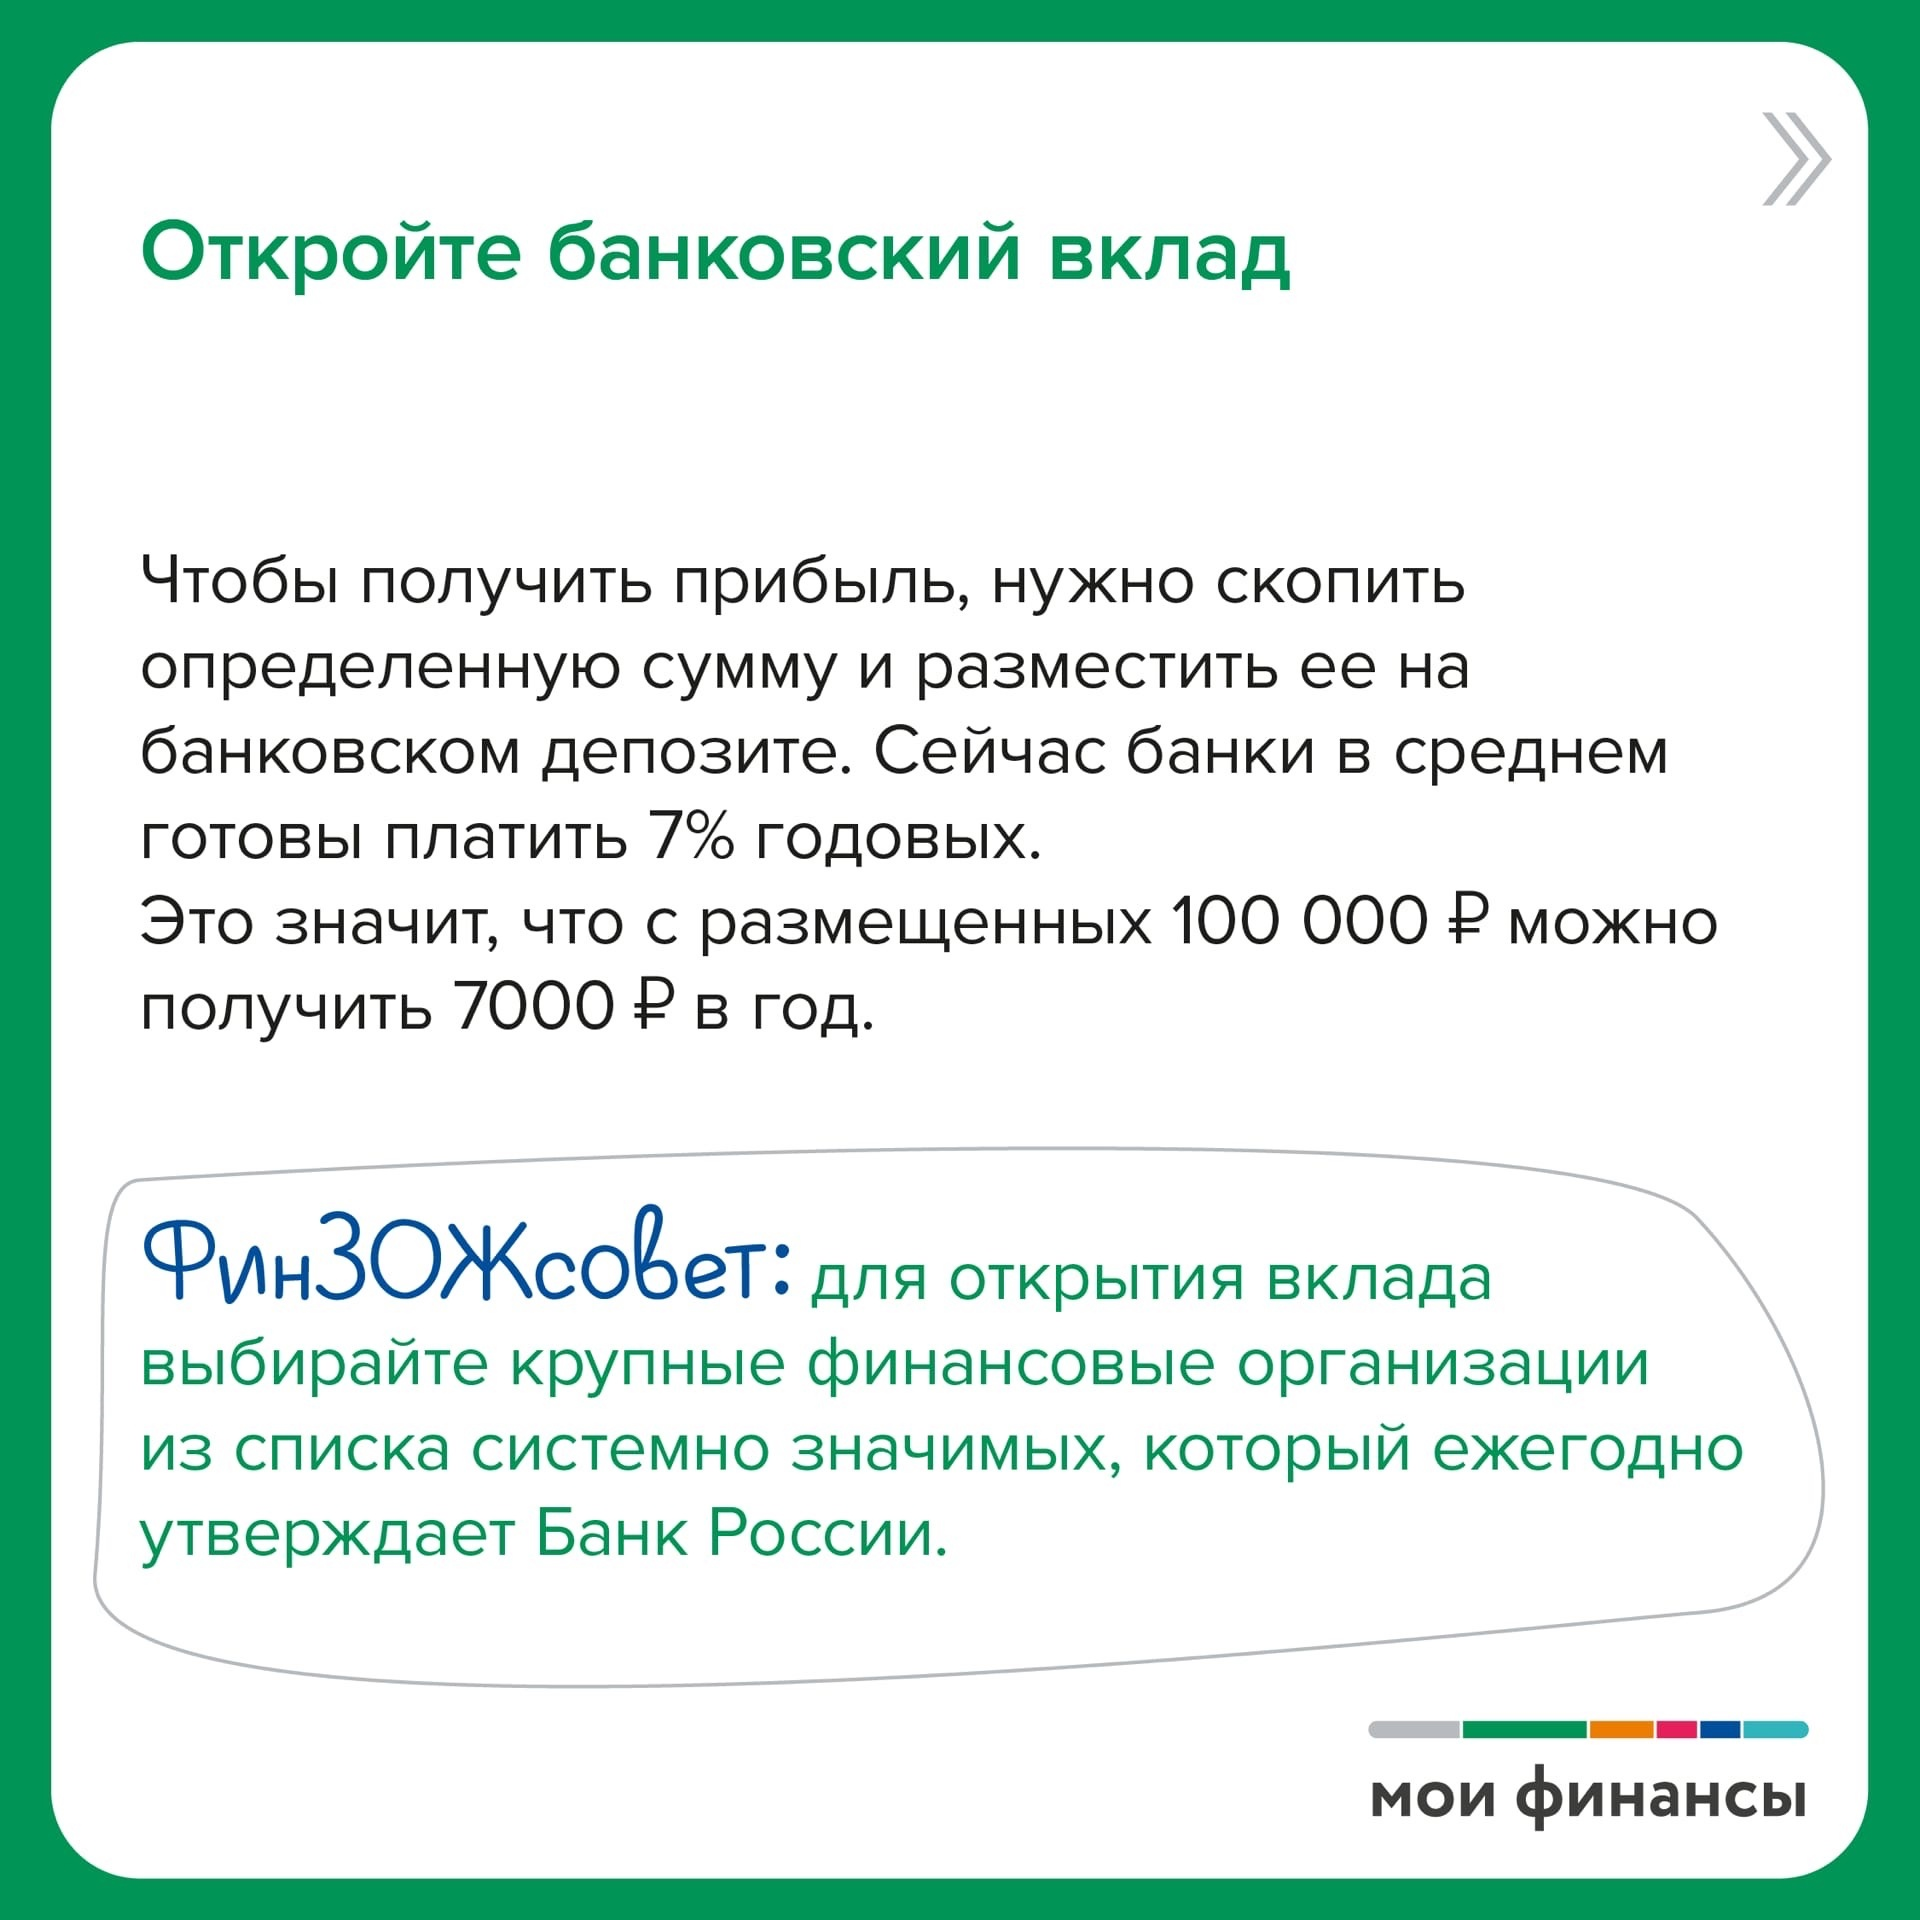 Откройте банковский вклад
Чтобы получить прибыль, нужно скопить
определенную сумму и разместить ее на
банковском депозите. Сейчас банки в среднем
готовы платить 7% годовых.
Это значит, что с размещенных 100 000 ₽ можно
получить 7000 ₽ в год.
ФинЗОЖсовет: для открытия вклада
выбирайте крупные финансовые организации
из списка системно значимых, который ежегодно
утверждает Банк России.
мои финансы